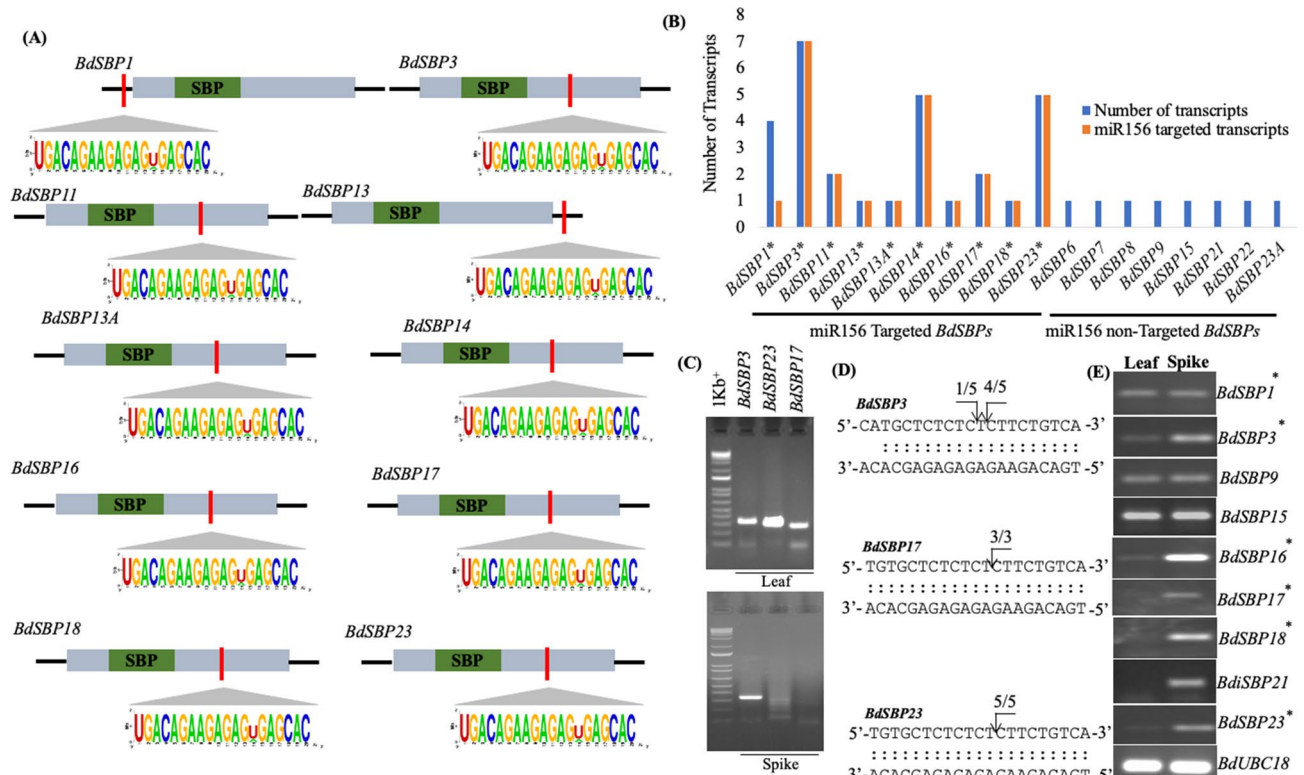 (A)
BdSBP1
SBP
UGACAGAAGAGAGUGAGCAC
BdSBP3
SBP
UGACAGAAGAGAGUGAGCAC
BdSBP11
SBP
UGACAGAAGAGAGUGAGCAC
BdSBP13
SBP
UGACAGAAGAGAGUGAGCAC
BdSBP13A
SBP
UGACAGAAGAGAGUGAGCAC
BdSBP14
SBP
UGACAGAAGAGAGUGAGCAC
BdSBP16
SBP
UGACAGAAGAGAGUGAGCAC
BdSBP17
SBP
UGACAGAAGAGAGUGAGCAC
BdSBP18
SBP
UGACAGAAGAGAGUGAGCAC
BdSBP23
SBP
UGACAGAAGAGAGUGAGCAC
(B)
Number of Transcripts
8
7
6
5
4
3
2
1
0
Number of transcripts
miR156 targeted transcripts
BdSBP1*
BdSBP3*
BdSBP11*
BdSBP13*
BdSBP13A*
BdSBP14*
BdSBP16*
BdSBP17*
BdSBP18*
BdSBP23*
BdSBP6
BdSBP7
BdSBP8
BdSBP9
BdSBP15
BdSBP21
BdSBP22
BdSBP23A
miR156 Targeted BdSBPs
miR156 non-Targeted BdSBPs
(C)
1Kb+
BdSBP3
BdSBP23
BdSBP17
Leaf
Spike
(D)
1/5 4/5
BdSBP3
5'-CATGCTCTCTCTCTTCTGTCA-3'
3'-ACACGAGAGAGAGAAGACAGT-5'
3/3
BdSBP17
5'-TGTGCTCTCTCTCTTCTGTCA-3'
3'-ACACGAGAGAGAGAAGACAGT-5'
5/5
BdSBP23
5'-TGTGCTCTCTCTCTTCTGTCA-3'
(E)
Leaf Spike
BdSBP1*
BdSBP3*
BdSBP9
BdSBP15
BdSBP16*
BdSBP17*
BdSBP18*
BdiSBP21
BdSBP23*
BdUBC18